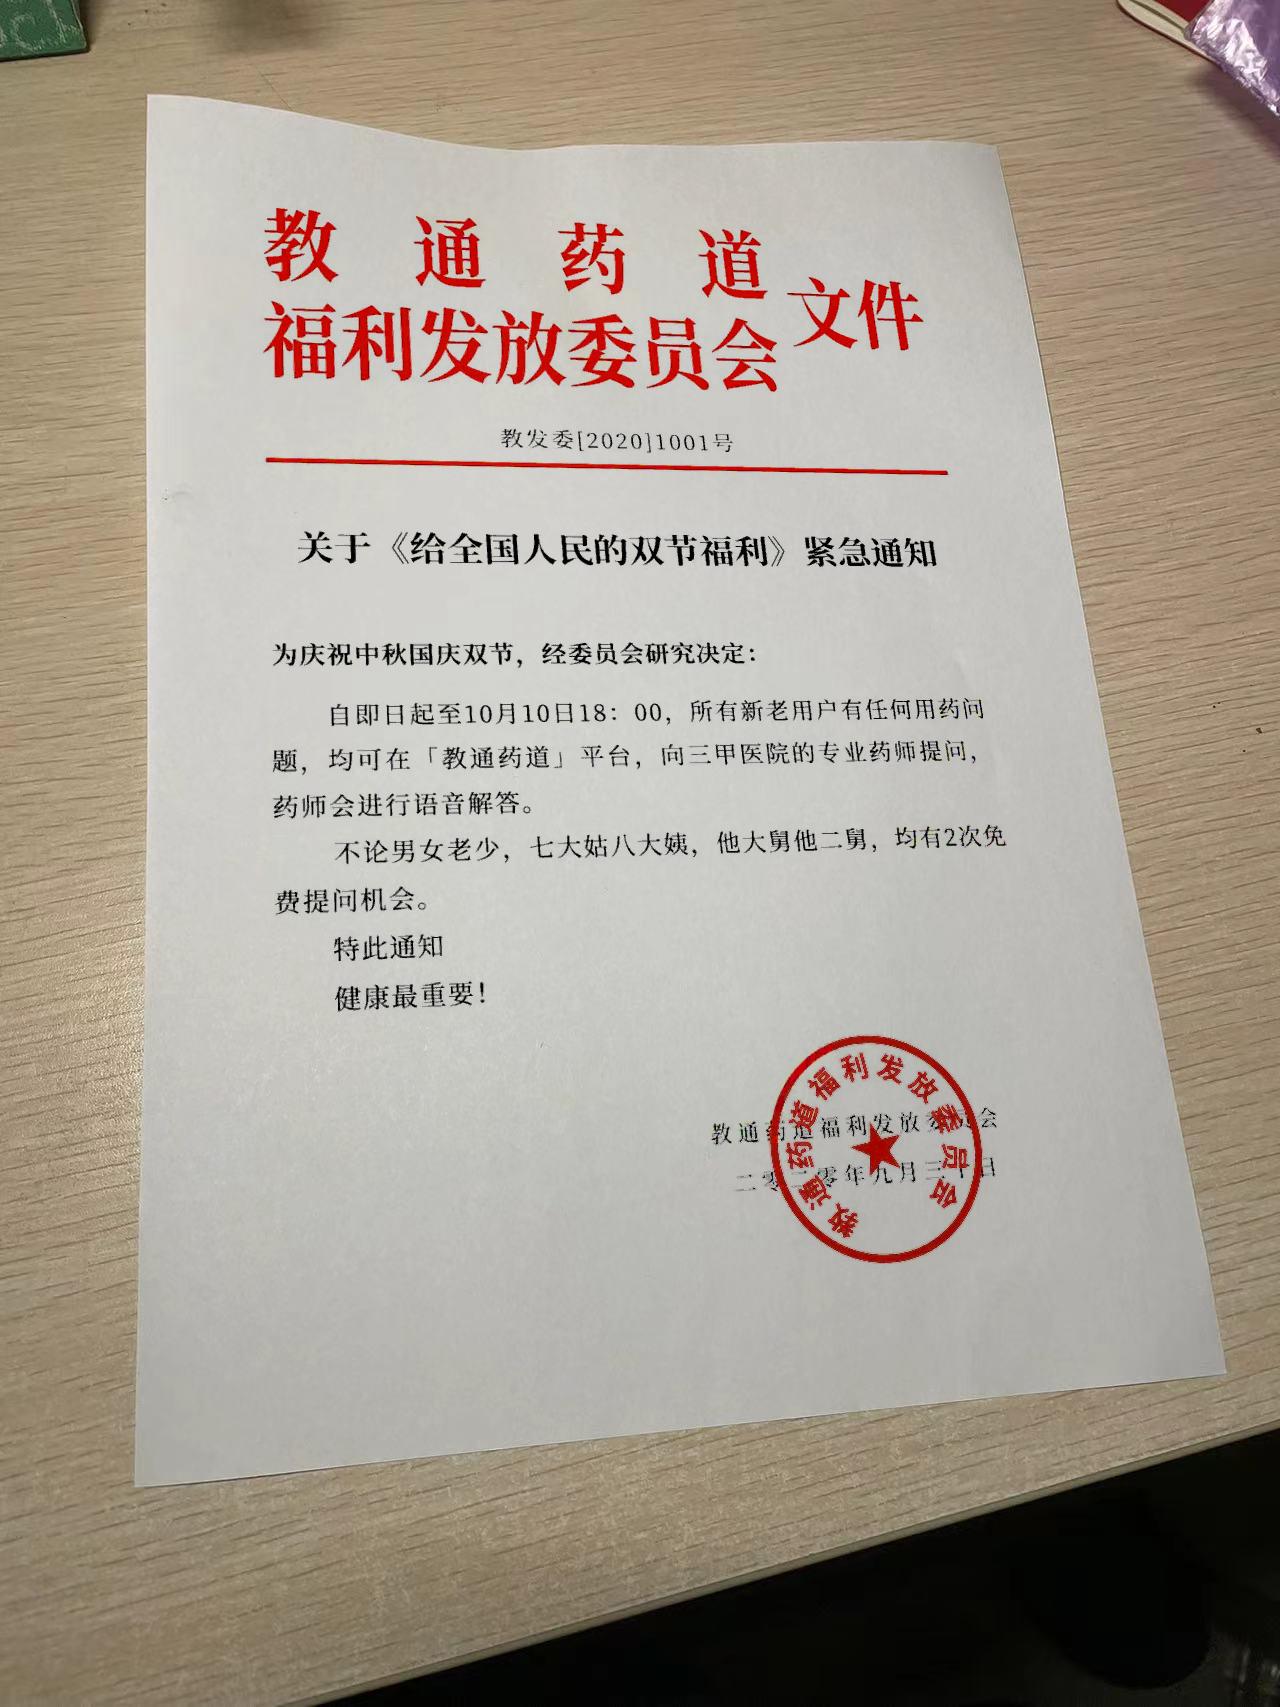 教通药道
福利发放委员会
文件
教发委[2020]1001号
关于《给全国人民的双节福利》紧急通知
为庆祝中秋国庆双节，经委员会研究决定：
自即日起至10月10日18：00，所有新老用户有任何用药问
题，均可在「教通药道」平台，向三甲医院的专业药师提问，
药师会进行语音解答。
不论男女老少，七大姑八大姨，他大舅他二舅，均有2次免
费提问机会。
特此通知
健康最重要！
教通药道福利发放委员会
二零二零年九月三十日
教通药道福利发放委员会